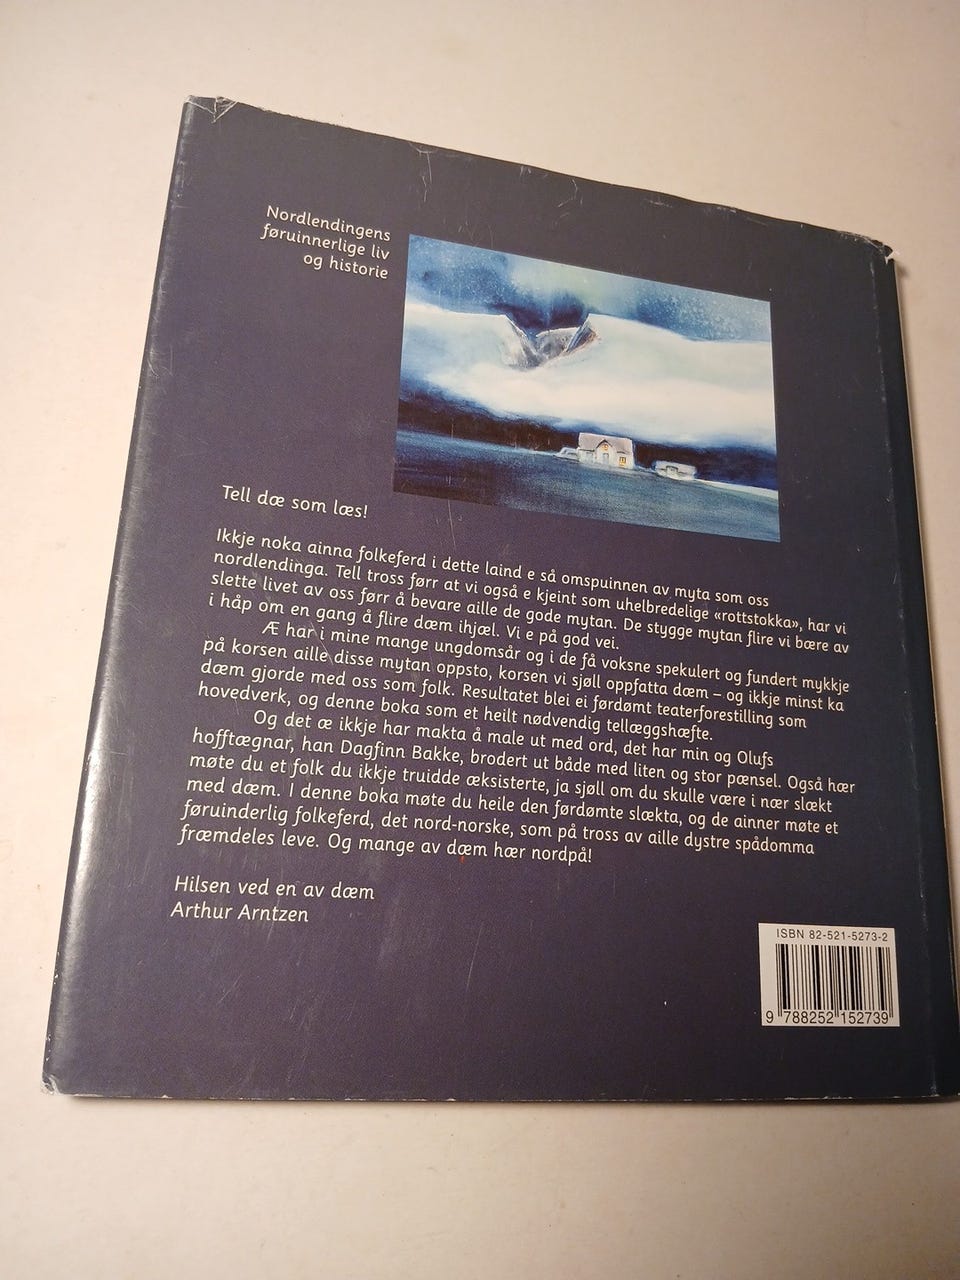 Nordlendingens
føruinnerlige liv
og historie
Tell dæ som læs!
Ikkje noka ainna folkeferd i dette laind e så omspuinnen av myta som oss
nordlendinga. Tell tross førr at vi også e kjeint som uhelbredelige «rottstokka», har vi
slette livet av oss førr å bevare aille de gode mytan. De stygge mytan flire vi bære av
i håp om en gang å flire dæm ihjæl. Vi e på god vei.
Æ har i mine mange ungdomsår og i de få voksne spekulert og fundert mykkje
på korsen aille disse mytan oppsto, korsen vi sjøll oppfatta dæm – og ikkje minst ka
dæm gjorde med oss som folk. Resultatet blei ei førdømt teaterforestilling som
hovedverk, og denne boka som et heilt nødvendig tellæggshæfte.
Og det æ ikkje har makta å male ut med ord, det har min og Olufs
hofftægnar, han Dagfinn Bakke, brodert ut både med liten og stor pænsel. Også hær
møte du et folk du ikkje truidde æksisterte, ja sjøll om du skulle være i nær slækt
med dæm. I denne boka møte du heile den førdømte slækta, og de ainner møte et
føruinderlig folkeferd, det nord-norske, som på tross av aille dystre spådomma
fræmdeles leve. Og mange av dæm hær nordpå!
Hilsen ved en av dæm
Arthur Arntzen
ISBN 82-521-5273-2
9 788252 152739